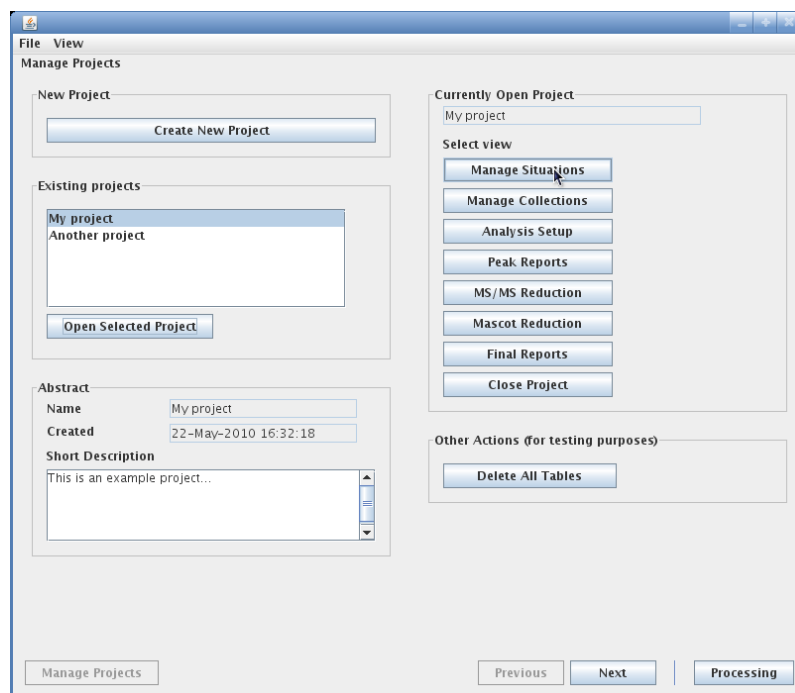 File View
Manage Projects
New Project
Create New Project
Existing projects
My project
Another project
Open Selected Project
Abstract
Name My project
Created 22-May-2010 16:32:18
Short Description
This is an example project...
Currently Open Project
My project
Select view
Manage Situations
Manage Collections
Analysis Setup
Peak Reports
MS/MS Reduction
Mascot Reduction
Final Reports
Close Project
Other Actions (for testing purposes)
Delete All Tables
Manage Projects
Previous Next Processing